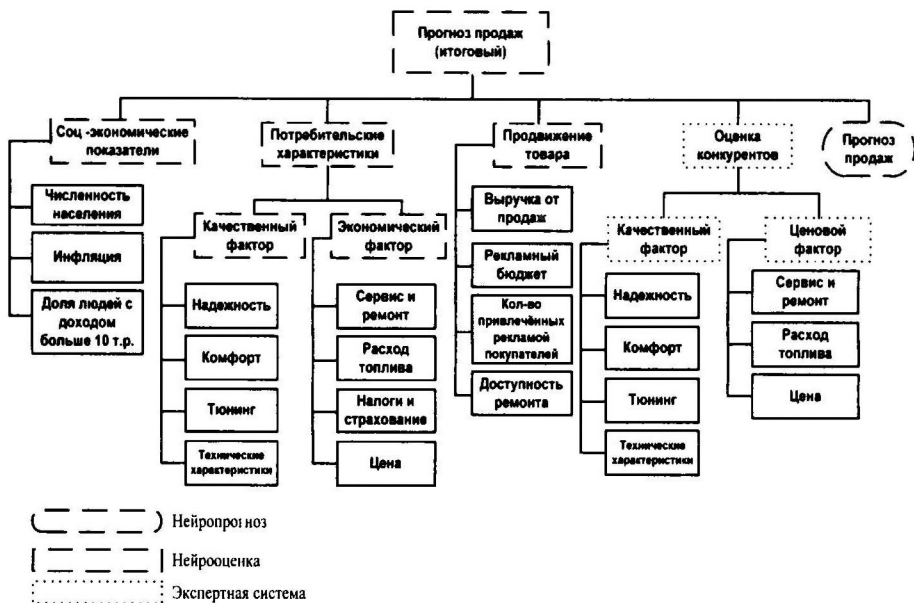 Прогноз продаж
(итоговый)
Соц -экономические
показатели
Численность
населения
Инфляция
Доля людей с
доходом
больше 10 т.р.
Потребительские
характеристики
Качественный
фактор
Надежность
Комфорт
Тюнинг
Технические
характеристики
Экономический
фактор
Сервис и
ремонт
Расход
топлива
Налоги и
страхование
Цена
Продвижение
товара
Выручка от
продаж
Рекламный
бюджет
Кол-во
привлечённых
рекламой
покупателей
Доступность
ремонта
Оценка
конкурентов
Качественный
фактор
Надежность
Комфорт
Тюнинг
Технические
характеристики
Ценовой
фактор
Сервис и
ремонт
Расход
топлива
Цена
Прогноз
продаж
Нейропрогноз
Нейрооценка
Экспертная система